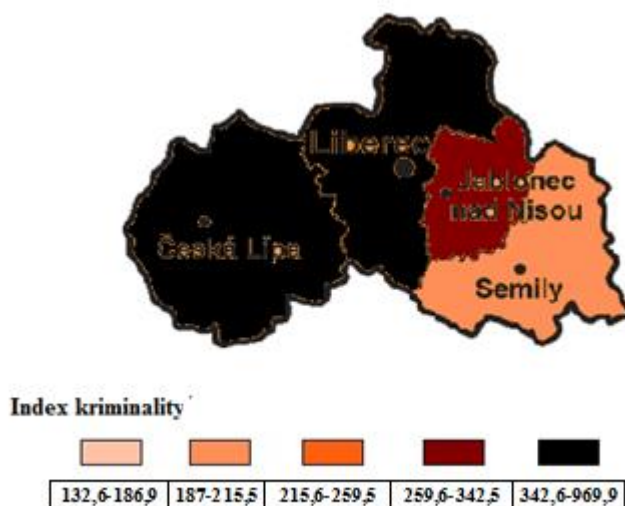 Liberec
Jablonec
nad Nisou
Česká Lípa
Semily
Index kriminality
132,6-186,9 187-215,5 215,6-259,5 259,6-342,5 342,6-969,9